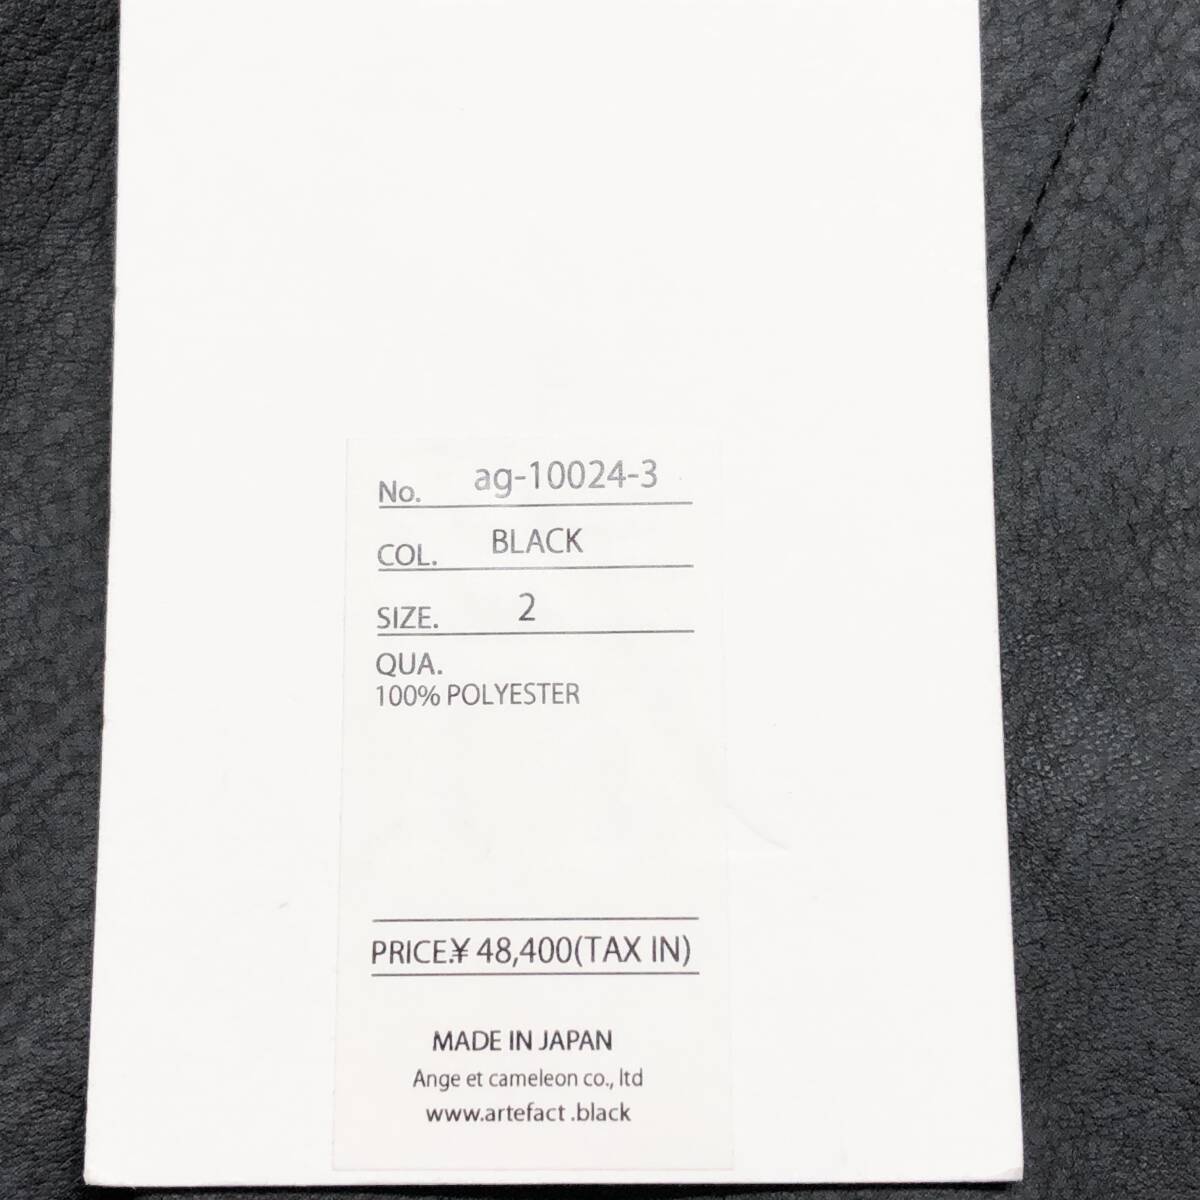 No. ag-10024-3
COL. BLACK
SIZE. 2
QUA.
100% POLYESTER
PRICE.¥ 48,400(TAX IN)
MADE IN JAPAN
Ange et cameleon co., ltd
www.artefact .black